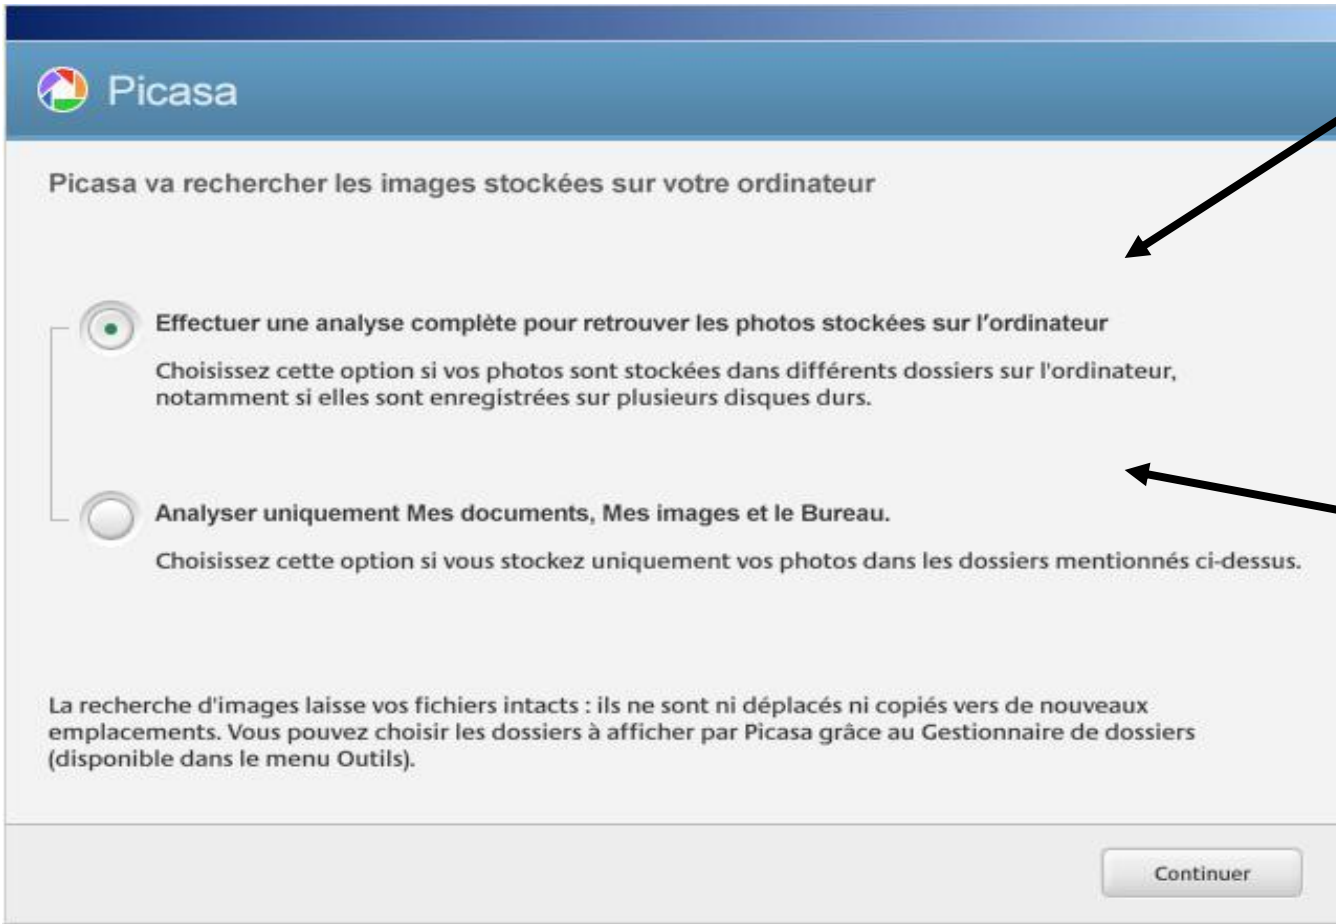 Picasa
Picasa va rechercher les images stockées sur votre ordinateur
Effectuer une analyse complète pour retrouver les photos stockées sur l'ordinateur
Choisissez cette option si vos photos sont stockées dans différents dossiers sur l'ordinateur,
notamment si elles sont enregistrées sur plusieurs disques durs.
Analyser uniquement Mes documents, Mes images et le Bureau.
Choisissez cette option si vous stockez uniquement vos photos dans les dossiers mentionnés ci-dessus.
La recherche d'images laisse vos fichiers intacts : ils ne sont ni déplacés ni copiés vers de nouveaux
emplacements. Vous pouvez choisir les dossiers à afficher par Picasa grâce au Gestionnaire de dossiers
(disponible dans le menu Outils).
Continuer